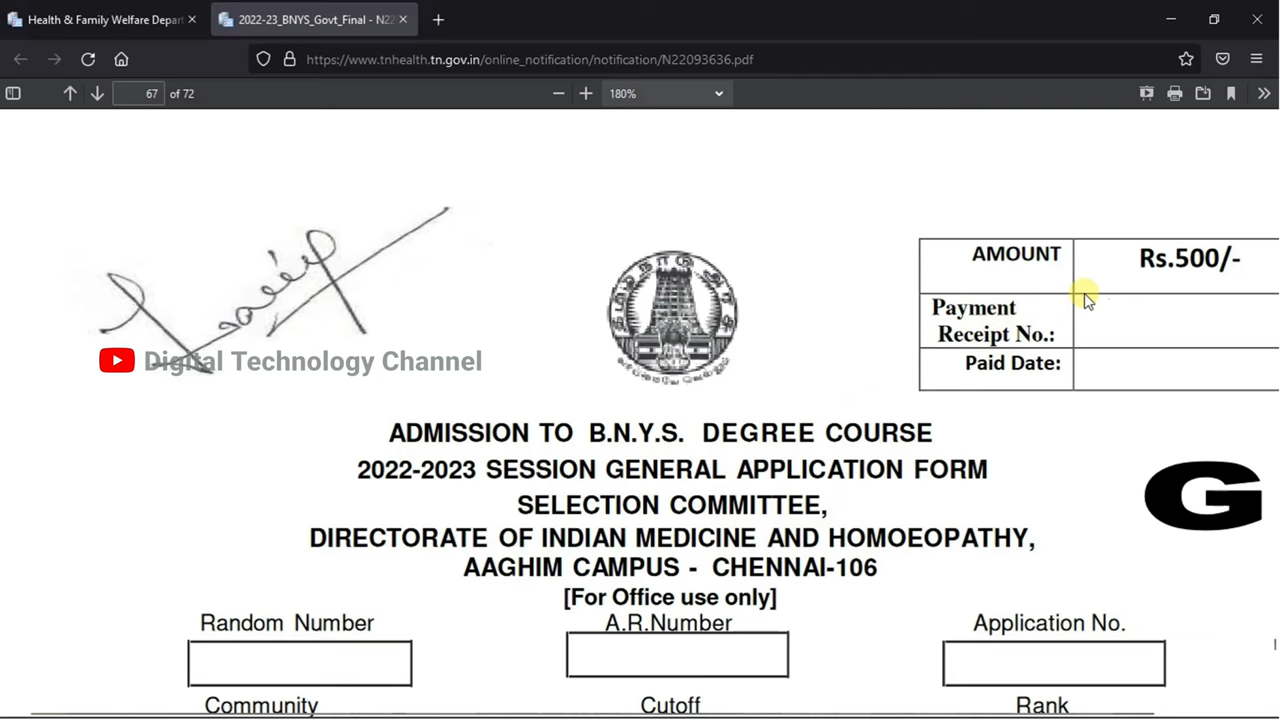 Health & Family Welfare Depar
2022-23_BNYS_Govt_Final - N22
https://www.tnhealth.tn.gov.in/online_notification/notification/N22093636.pdf
67 of 72
180%
AMOUNT Rs.500/-
Payment
Receipt No.:
Paid Date:
Digital Technology Channel
ADMISSION TO B.N.Y.S. DEGREE COURSE
2022-2023 SESSION GENERAL APPLICATION FORM
SELECTION COMMITTEE,
DIRECTORATE OF INDIAN MEDICINE AND HOMOEOPATHY,
AAGHIM CAMPUS - CHENNAI-106
G
[For Office use only]
Random Number A.R.Number Application No.
Community Cutoff Rank